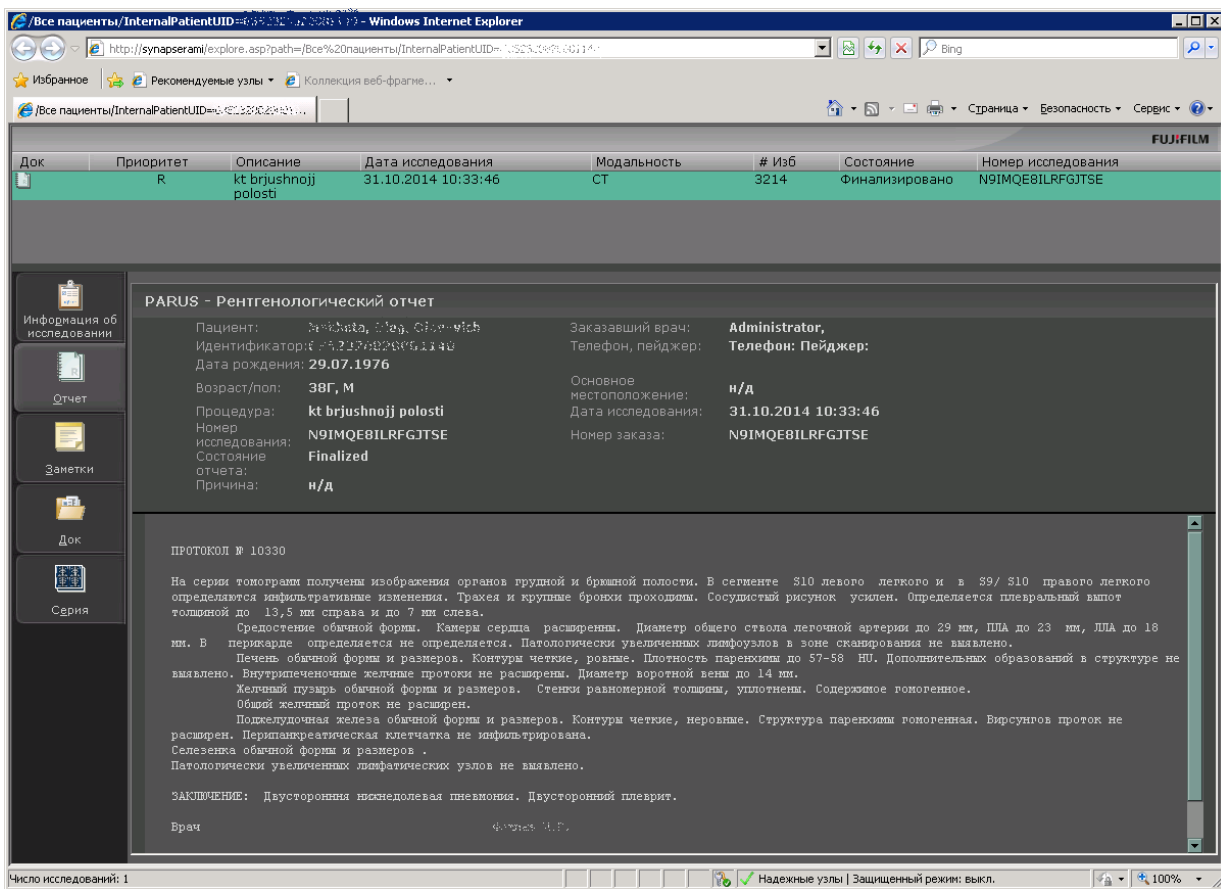 /Все пациенты/InternalPatientUID= - Windows Internet Explorer
http://synapserami/explore.asp?path=/Все%20пациенты/InternalPatientUID=
Bing
Избранное Рекомендуемые узлы Коллекция веб-фрагме...
/Все пациенты/InternalPatientUID= ...
Страница Безопасность Сервис
FUJIFILM
Док Приоритет Описание Дата исследования Модальность # Изб Состояние Номер исследования
R kt brjushnojj 31.10.2014 10:33:46 CT 3214 Финализировано N9IMQE8ILRFGJTSE
polosti
Информация об
исследовании
Отчет
Заметки
Док
Серия
PARUS - Рентгенологический отчет
Пациент: Заказавший врач: Administrator,
Идентификатор: Телефон, пейджер: Телефон: Пейджер:
Дата рождения: 29.07.1976
Возраст/пол: 38Г, М Основное местоположение: н/д
Процедура: kt brjushnojj polosti Дата исследования: 31.10.2014 10:33:46
Номер исследования: N9IMQE8ILRFGJTSE Номер заказа: N9IMQE8ILRFGJTSE
Состояние отчета: Finalized
Причина: н/д
ПРОТОКОЛ № 10330
На серии томограмм получены изображения органов грудной и брюшной полости. В сегменте S10 левого легкого и в S9/ S10 правого легкого
определяются инфильтративные изменения. Трахея и крупные бронхи проходимы. Сосудистый рисунок усилен. Определяется плевральный выпот
толщиной до 13,5 мм справа и до 7 мм слева.
Средостение обычной формы. Камеры сердца расширенны. Диаметр общего ствола легочной артерии до 29 мм, ПЛА до 23 мм, ЛЛА до 18
мм. В перикарде определяется не определяется. Патологически увеличенных лимфоузлов в зоне сканирования не выявлено.
Печень обычной формы и размеров. Контуры четкие, ровные. Плотность паренхимы до 57-58 HU. Дополнительных образований в структуре не
выявлено. Внутрипеченочные желчные протоки не расширены. Диаметр воротной вены до 14 мм.
Желчный пузырь обычной формы и размеров. Стенки равномерной толщины, уплотнены. Содержимое гомогенное.
Общий желчный проток не расширен.
Поджелудочная железа обычной формы и размеров. Контуры четкие, неровные. Структура паренхимы гомогенная. Вирсунгов проток не
расширен. Перипанкреатическая клетчатка не инфильтрирована.
Селезенка обычной формы и размеров .
Патологически увеличенных лимфатических узлов не выявлено.
ЗАКЛЮЧЕНИЕ: Двусторонння нижнедолевая пневмония. Двусторонний плеврит.
Врач
Число исследований: 1 Надежные узлы | Защищенный режим: выкл. 100%